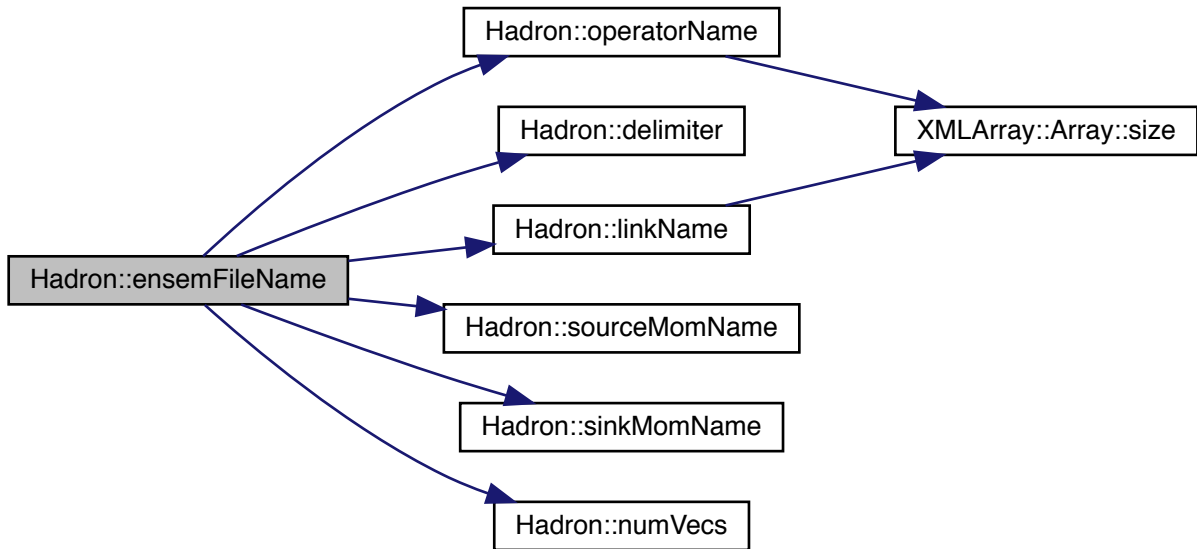 Hadron::operatorName
Hadron::delimiter
XMLArray::Array::size
Hadron::linkName
Hadron::ensemFileName
Hadron::sourceMomName
Hadron::sinkMomName
Hadron::numVecs